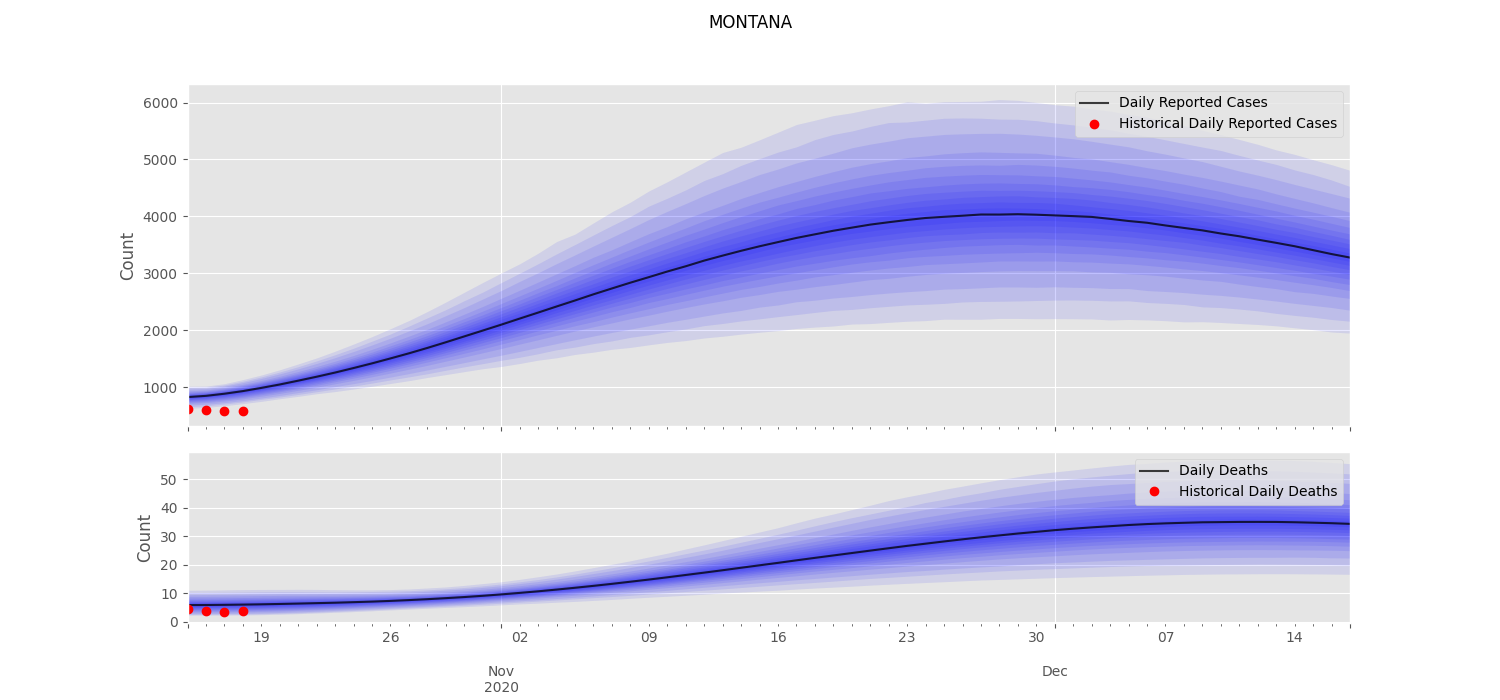 MONTANA
6000
5000
4000
3000
2000
1000
Count
Daily Reported Cases
Historical Daily Reported Cases
50
40
30
20
10
0
Count
Daily Deaths
Historical Daily Deaths
19 26 02 09 16 23 30 07 14
Nov Dec
2020